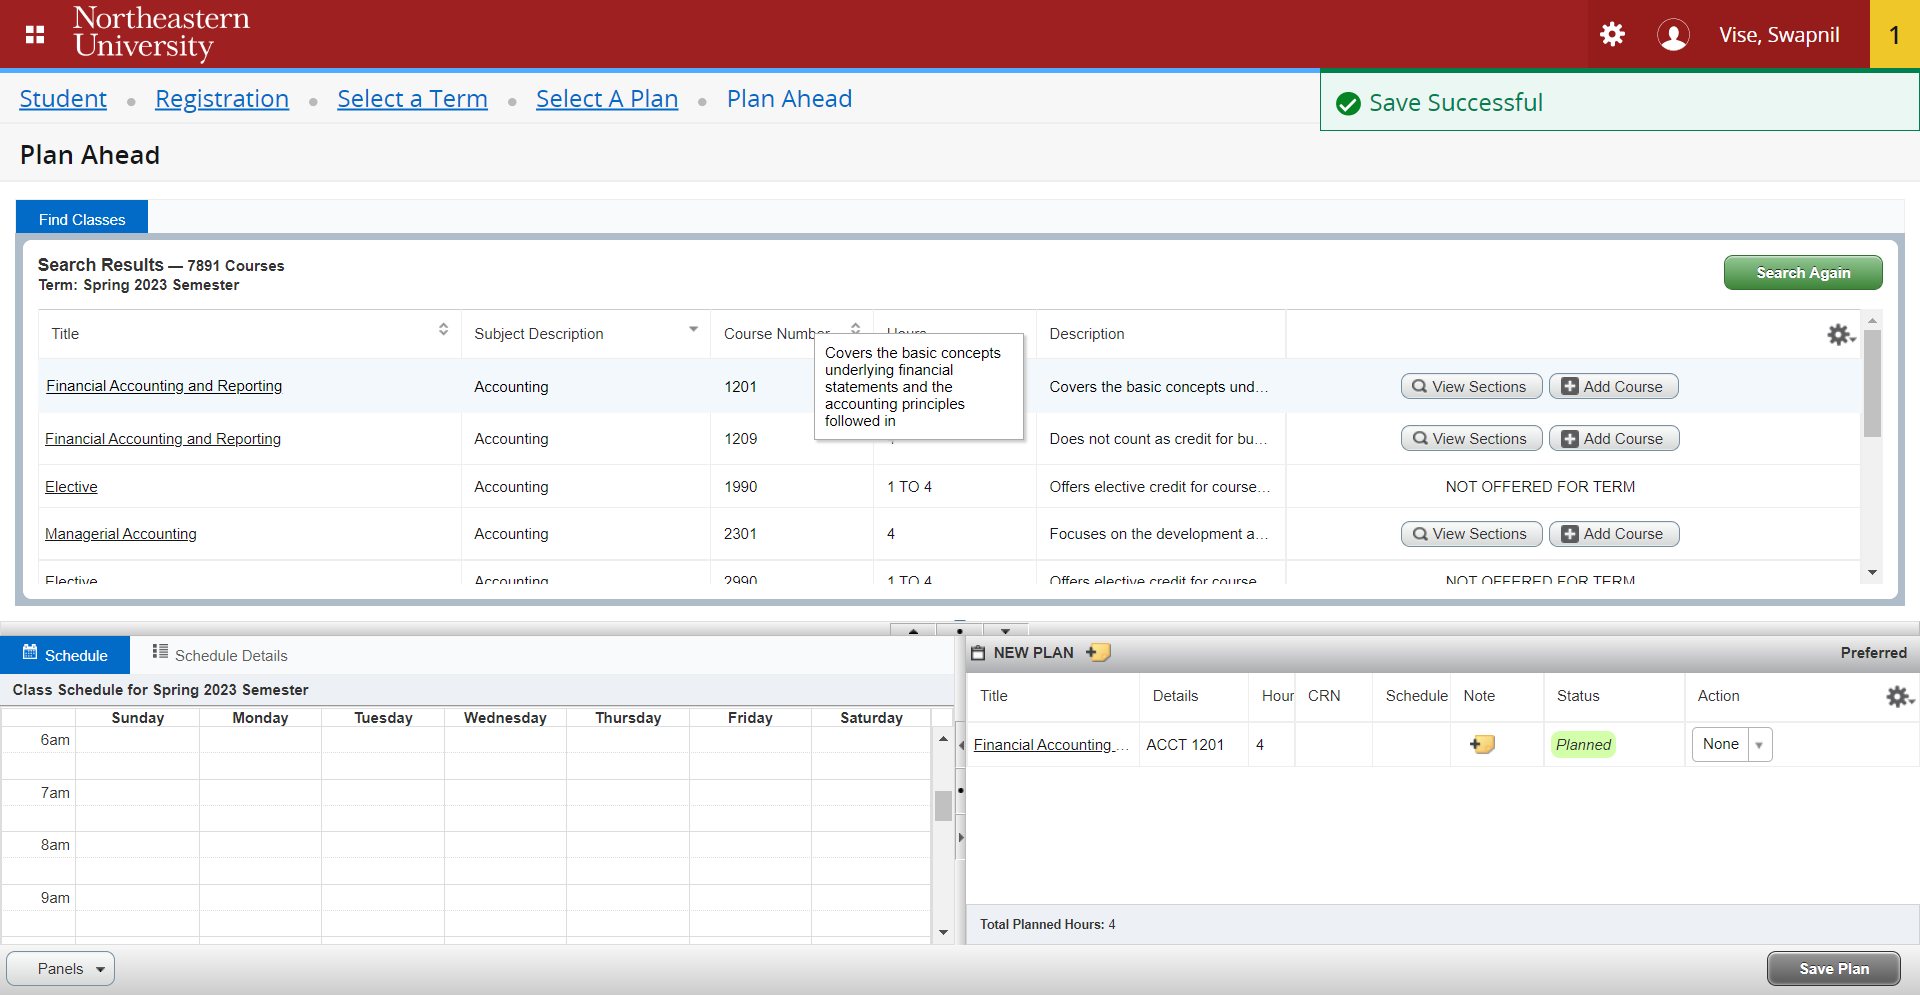 Northeastern
University
Vise, Swapnil
1
Student
Registration
Select a Term
Select A Plan
Plan Ahead
Save Successful
Plan Ahead
Find Classes
Search Results — 7891 Courses
Term: Spring 2023 Semester
Search Again
Title
Subject Description
Course Number
Hours
Description
Covers the basic concepts
underlying financial
statements and the
accounting principles
followed in
Financial Accounting and Reporting
Accounting
1201
Covers the basic concepts und...
View Sections
Add Course
Financial Accounting and Reporting
Accounting
1209
Does not count as credit for bu...
View Sections
Add Course
Elective
Accounting
1990
1 TO 4
Offers elective credit for course...
NOT OFFERED FOR TERM
Managerial Accounting
Accounting
2301
4
Focuses on the development a...
View Sections
Add Course
Elective
Accounting
2990
1 TO 4
Offers elective credit for course
NOT OFFERED FOR TERM
Schedule
Schedule Details
Class Schedule for Spring 2023 Semester
Sunday
Monday
Tuesday
Wednesday
Thursday
Friday
Saturday
6am
7am
8am
9am
NEW PLAN
Preferred
Title
Details
Hour
CRN
Schedule
Note
Status
Action
Financial Accounting ...
ACCT 1201
4
Planned
None
Total Planned Hours: 4
Panels
Save Plan